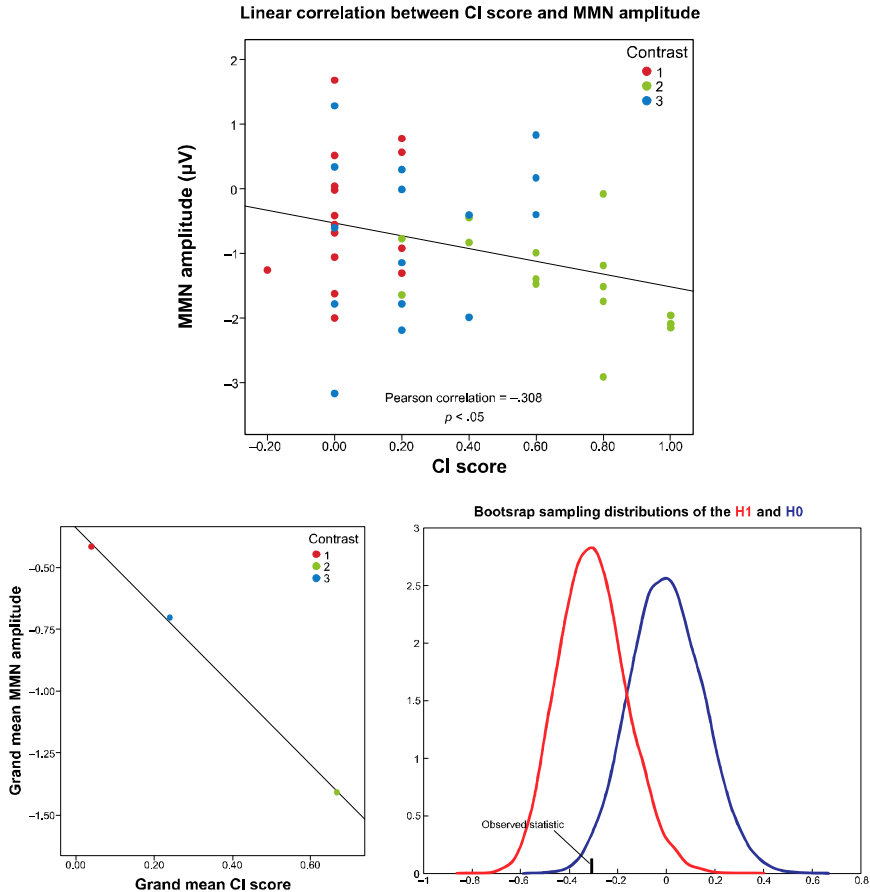 Linear correlation between CI score and MMN amplitude
Contrast
1
2
3
2
1
0
−1
−2
−3
MMN amplitude (µV)
Pearson correlation = −.308
p < .05
−0.20 0.00 0.20 0.40 0.60 0.80 1.00
CI score
Contrast
1
2
3
−0.50
−0.75
−1.00
−1.25
−1.50
Grand mean MMN amplitude
0.00 0.20 0.40 0.60
Grand mean CI score
Bootsrap sampling distributions of the H1 and H0
3
2.5
2
1.5
1
0.5
0
Observed statistic
−1 −0.8 −0.6 −0.4 −0.2 0 0.2 0.4 0.6 0.8